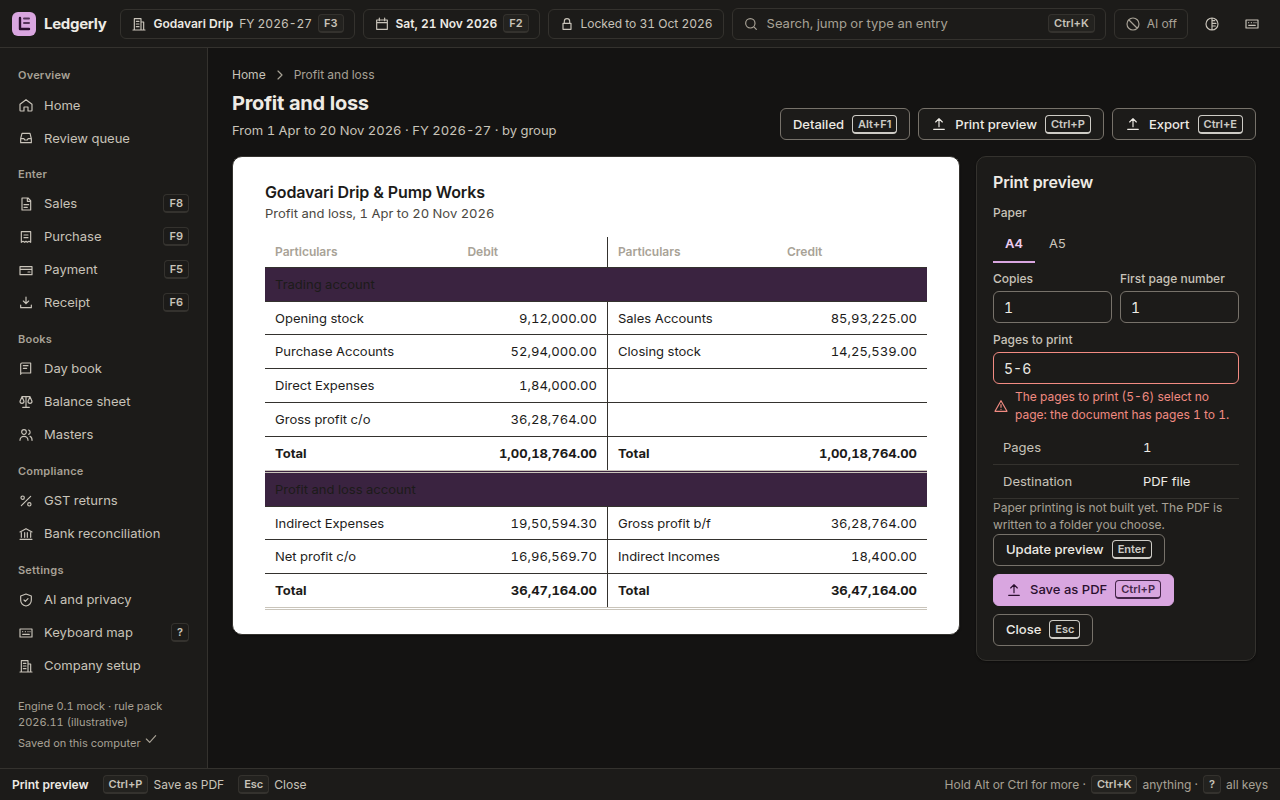 Ledgerly
Godavari Drip FY 2026-27 F3
Sat, 21 Nov 2026 F2
Locked to 31 Oct 2026
Search, jump or type an entry Ctrl+K
AI off
Overview
Home
Review queue
Enter
Sales F8
Purchase F9
Payment F5
Receipt F6
Books
Day book
Balance sheet
Masters
Compliance
GST returns
Bank reconciliation
Settings
AI and privacy
Keyboard map ?
Company setup
Engine 0.1 mock · rule pack
2026.11 (illustrative)
Saved on this computer
Home > Profit and loss
Profit and loss
From 1 Apr to 20 Nov 2026 · FY 2026-27 · by group
Detailed Alt+F1
Print preview Ctrl+P
Export Ctrl+E
Godavari Drip & Pump Works
Profit and loss, 1 Apr to 20 Nov 2026
Particulars Debit Particulars Credit
Trading account
Opening stock 9,12,000.00 Sales Accounts 85,93,225.00
Purchase Accounts 52,94,000.00 Closing stock 14,25,539.00
Direct Expenses 1,84,000.00
Gross profit c/o 36,28,764.00
Total 1,00,18,764.00 Total 1,00,18,764.00
Profit and loss account
Indirect Expenses 19,50,594.30 Gross profit b/f 36,28,764.00
Net profit c/o 16,96,569.70 Indirect Incomes 18,400.00
Total 36,47,164.00 Total 36,47,164.00
Print preview
Paper
A4 A5
Copies First page number
1 1
Pages to print
5-6
The pages to print (5-6) select no
page: the document has pages 1 to 1.
Pages 1
Destination PDF file
Paper printing is not built yet. The PDF is
written to a folder you choose.
Update preview Enter
Save as PDF Ctrl+P
Close Esc
Print preview Ctrl+P Save as PDF Esc Close
Hold Alt or Ctrl for more · Ctrl+K anything · ? all keys